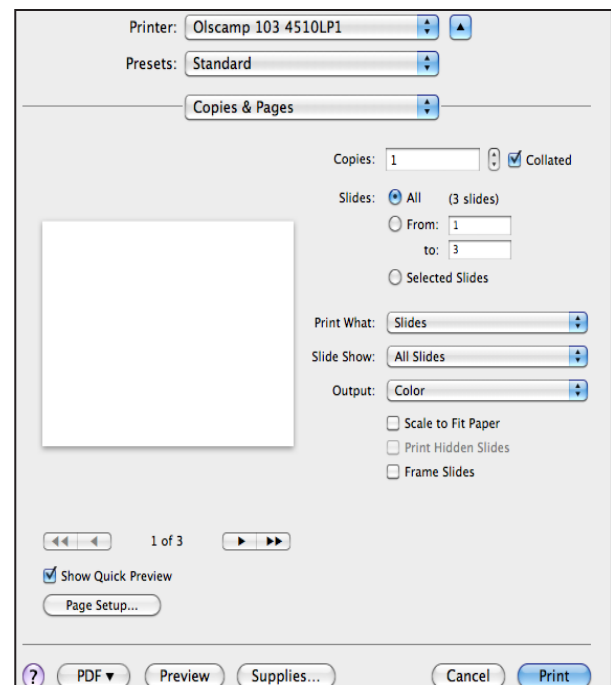 Printer: Olscamp 103 4510LP1
Presets: Standard
Copies & Pages
Copies: 1 Collated
Slides: All (3 slides)
From: 1
to: 3
Selected Slides
Print What: Slides
Slide Show: All Slides
Output: Color
Scale to Fit Paper
Print Hidden Slides
Frame Slides
1 of 3
Show Quick Preview
Page Setup...
? PDF▼ Preview Supplies... Cancel Print